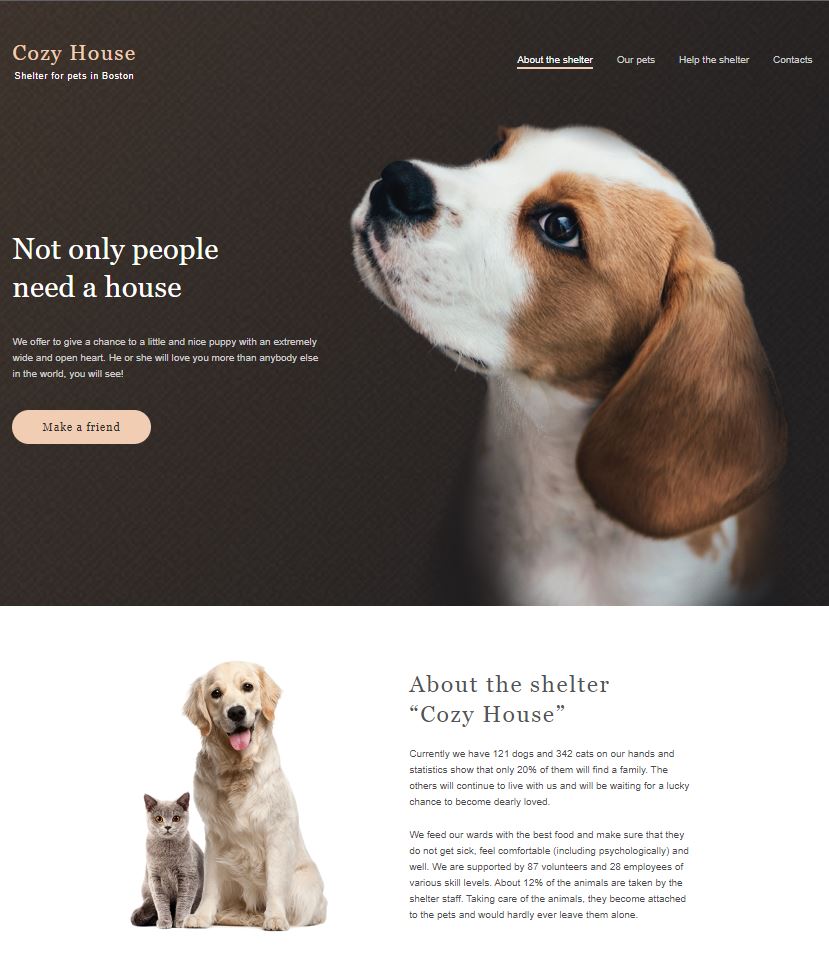 Cozy House
Shelter for pets in Boston
About the shelter
Our pets
Help the shelter
Contacts
Not only people
need a house
We offer to give a chance to a little and nice puppy with an extremely
wide and open heart. He or she will love you more than anybody else
in the world, you will see!
Make a friend
About the shelter
“Cozy House”
Currently we have 121 dogs and 342 cats on our hands and
statistics show that only 20% of them will find a family. The
others will continue to live with us and will be waiting for a lucky
chance to become dearly loved.
We feed our wards with the best food and make sure that they
do not get sick, feel comfortable (including psychologically) and
well. We are supported by 87 volunteers and 28 employees of
various skill levels. About 12% of the animals are taken by the
shelter staff. Taking care of the animals, they become attached
to the pets and would hardly ever leave them alone.